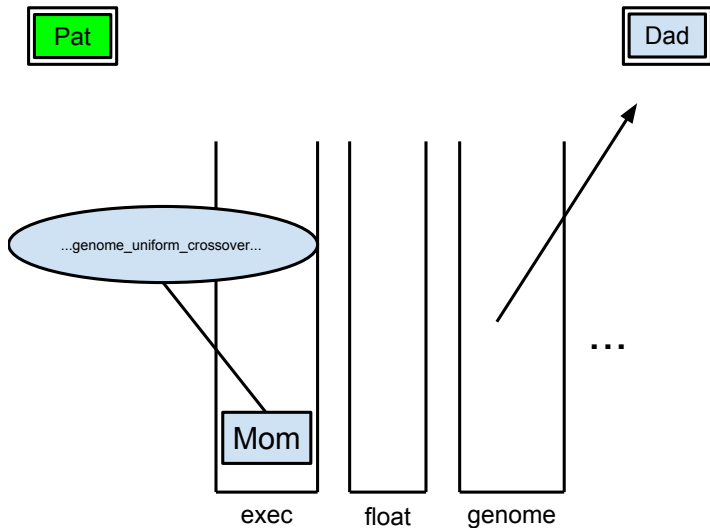 Pat
Dad
...genome_uniform_crossover...
...
Mom
exec
float
genome